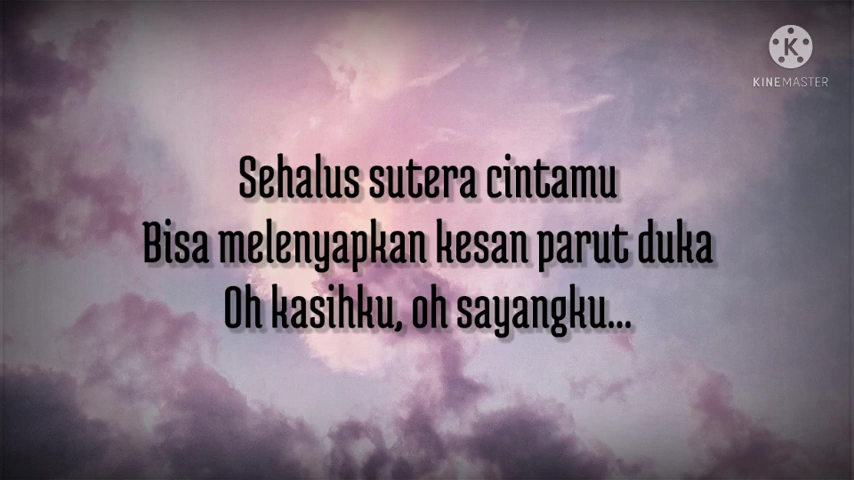 KINEMASTER
Sehalus sutera cintamu
Bisa melenyapkan kesan parut duka
Oh kasihku, oh sayangku...